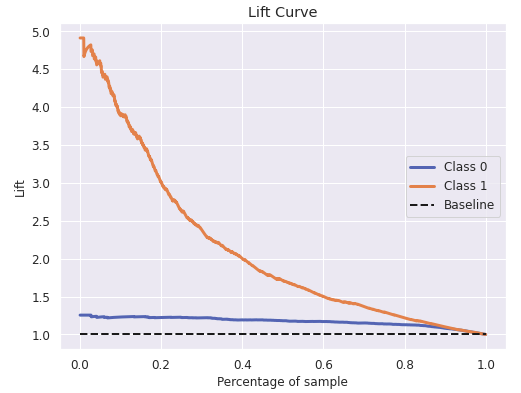 Lift Curve
5.0
4.5
4.0
3.5
3.0
2.5
2.0
1.5
1.0
Lift
Class 0
Class 1
Baseline
0.0 0.2 0.4 0.6 0.8 1.0
Percentage of sample